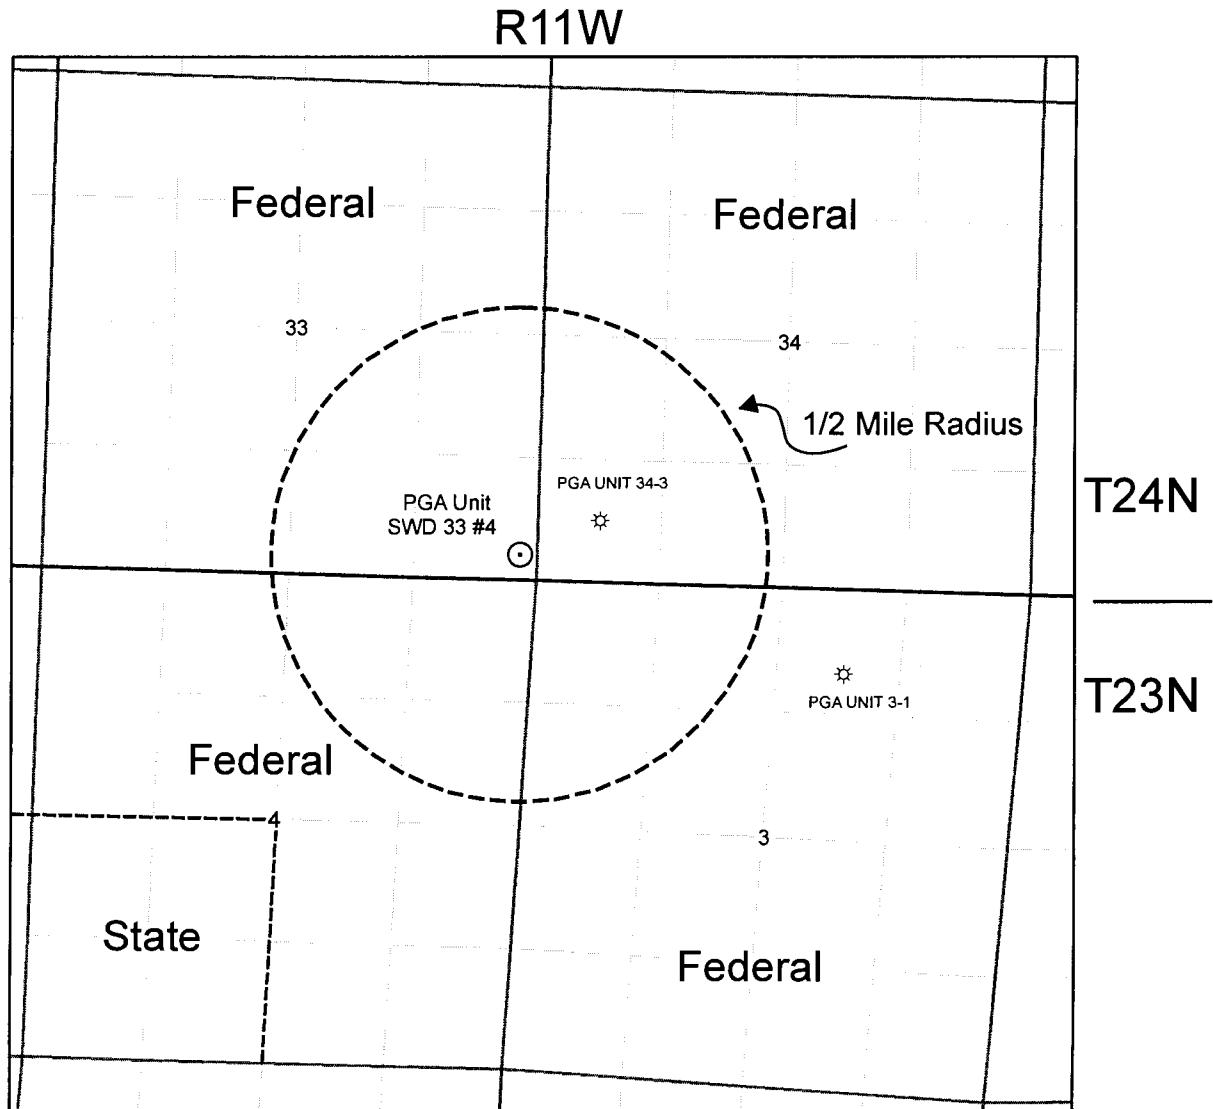 R11W
Federal
Federal
33
34
1/2 Mile Radius
PGA UNIT 34-3
PGA Unit
SWD 33 #4
T24N
T23N
PGA UNIT 3-1
Federal
4
3
State
Federal